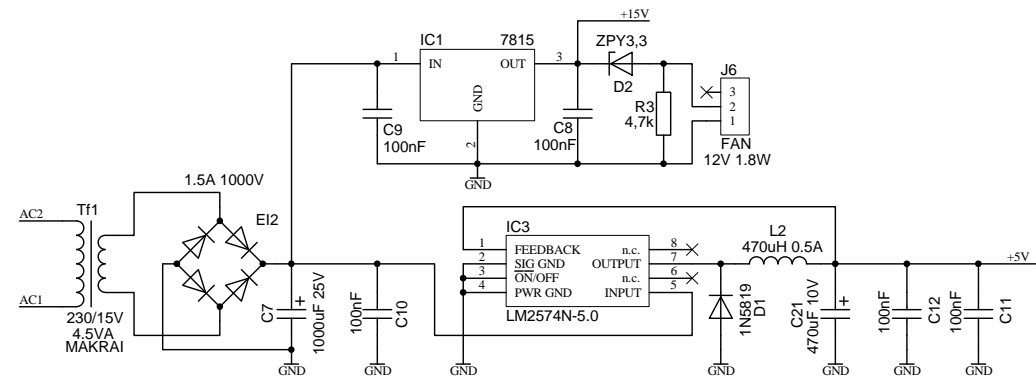 +15V
IC1
7815
ZPY3,3
1
IN
OUT
3
D2
J6
GND
2
3
2
1
C9
100nF
C8
100nF
R3
4,7k
FAN
12V 1.8W
GND
1.5A 1000V
AC2
Tf1
EI2
AC1
230/15V
4.5VA
MAKRAI
C7
+
1000uF 25V
GND
100nF
C10
GND
IC3
1
FEEDBACK
n.c.
8
2
SIG GND
OUTPUT
7
3
ON/OFF
n.c.
6
4
PWR GND
INPUT
5
LM2574N-5.0
GND
L2
470uH 0.5A
+5V
1N5819
D1
GND
C21
+
470uF 10V
GND
100nF
C12
GND
100nF
C11
GND